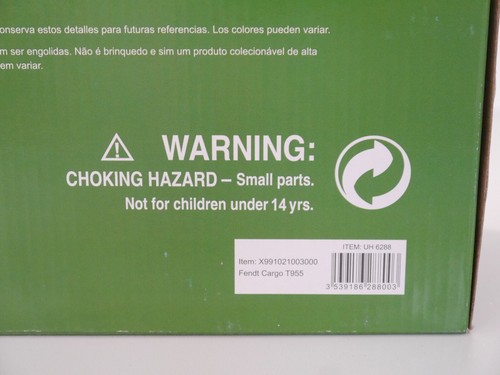 onserva estos detalles para futuras referencias. Los colores pueden variar.
m ser engolidas. Não é brinquedo e sim um produto colecionável de alta
em variar.
WARNING:
CHOKING HAZARD – Small parts.
Not for children under 14 yrs.
ITEM: UH 6288
Item: X991021003000
Fendt Cargo T955
3 539186 288003